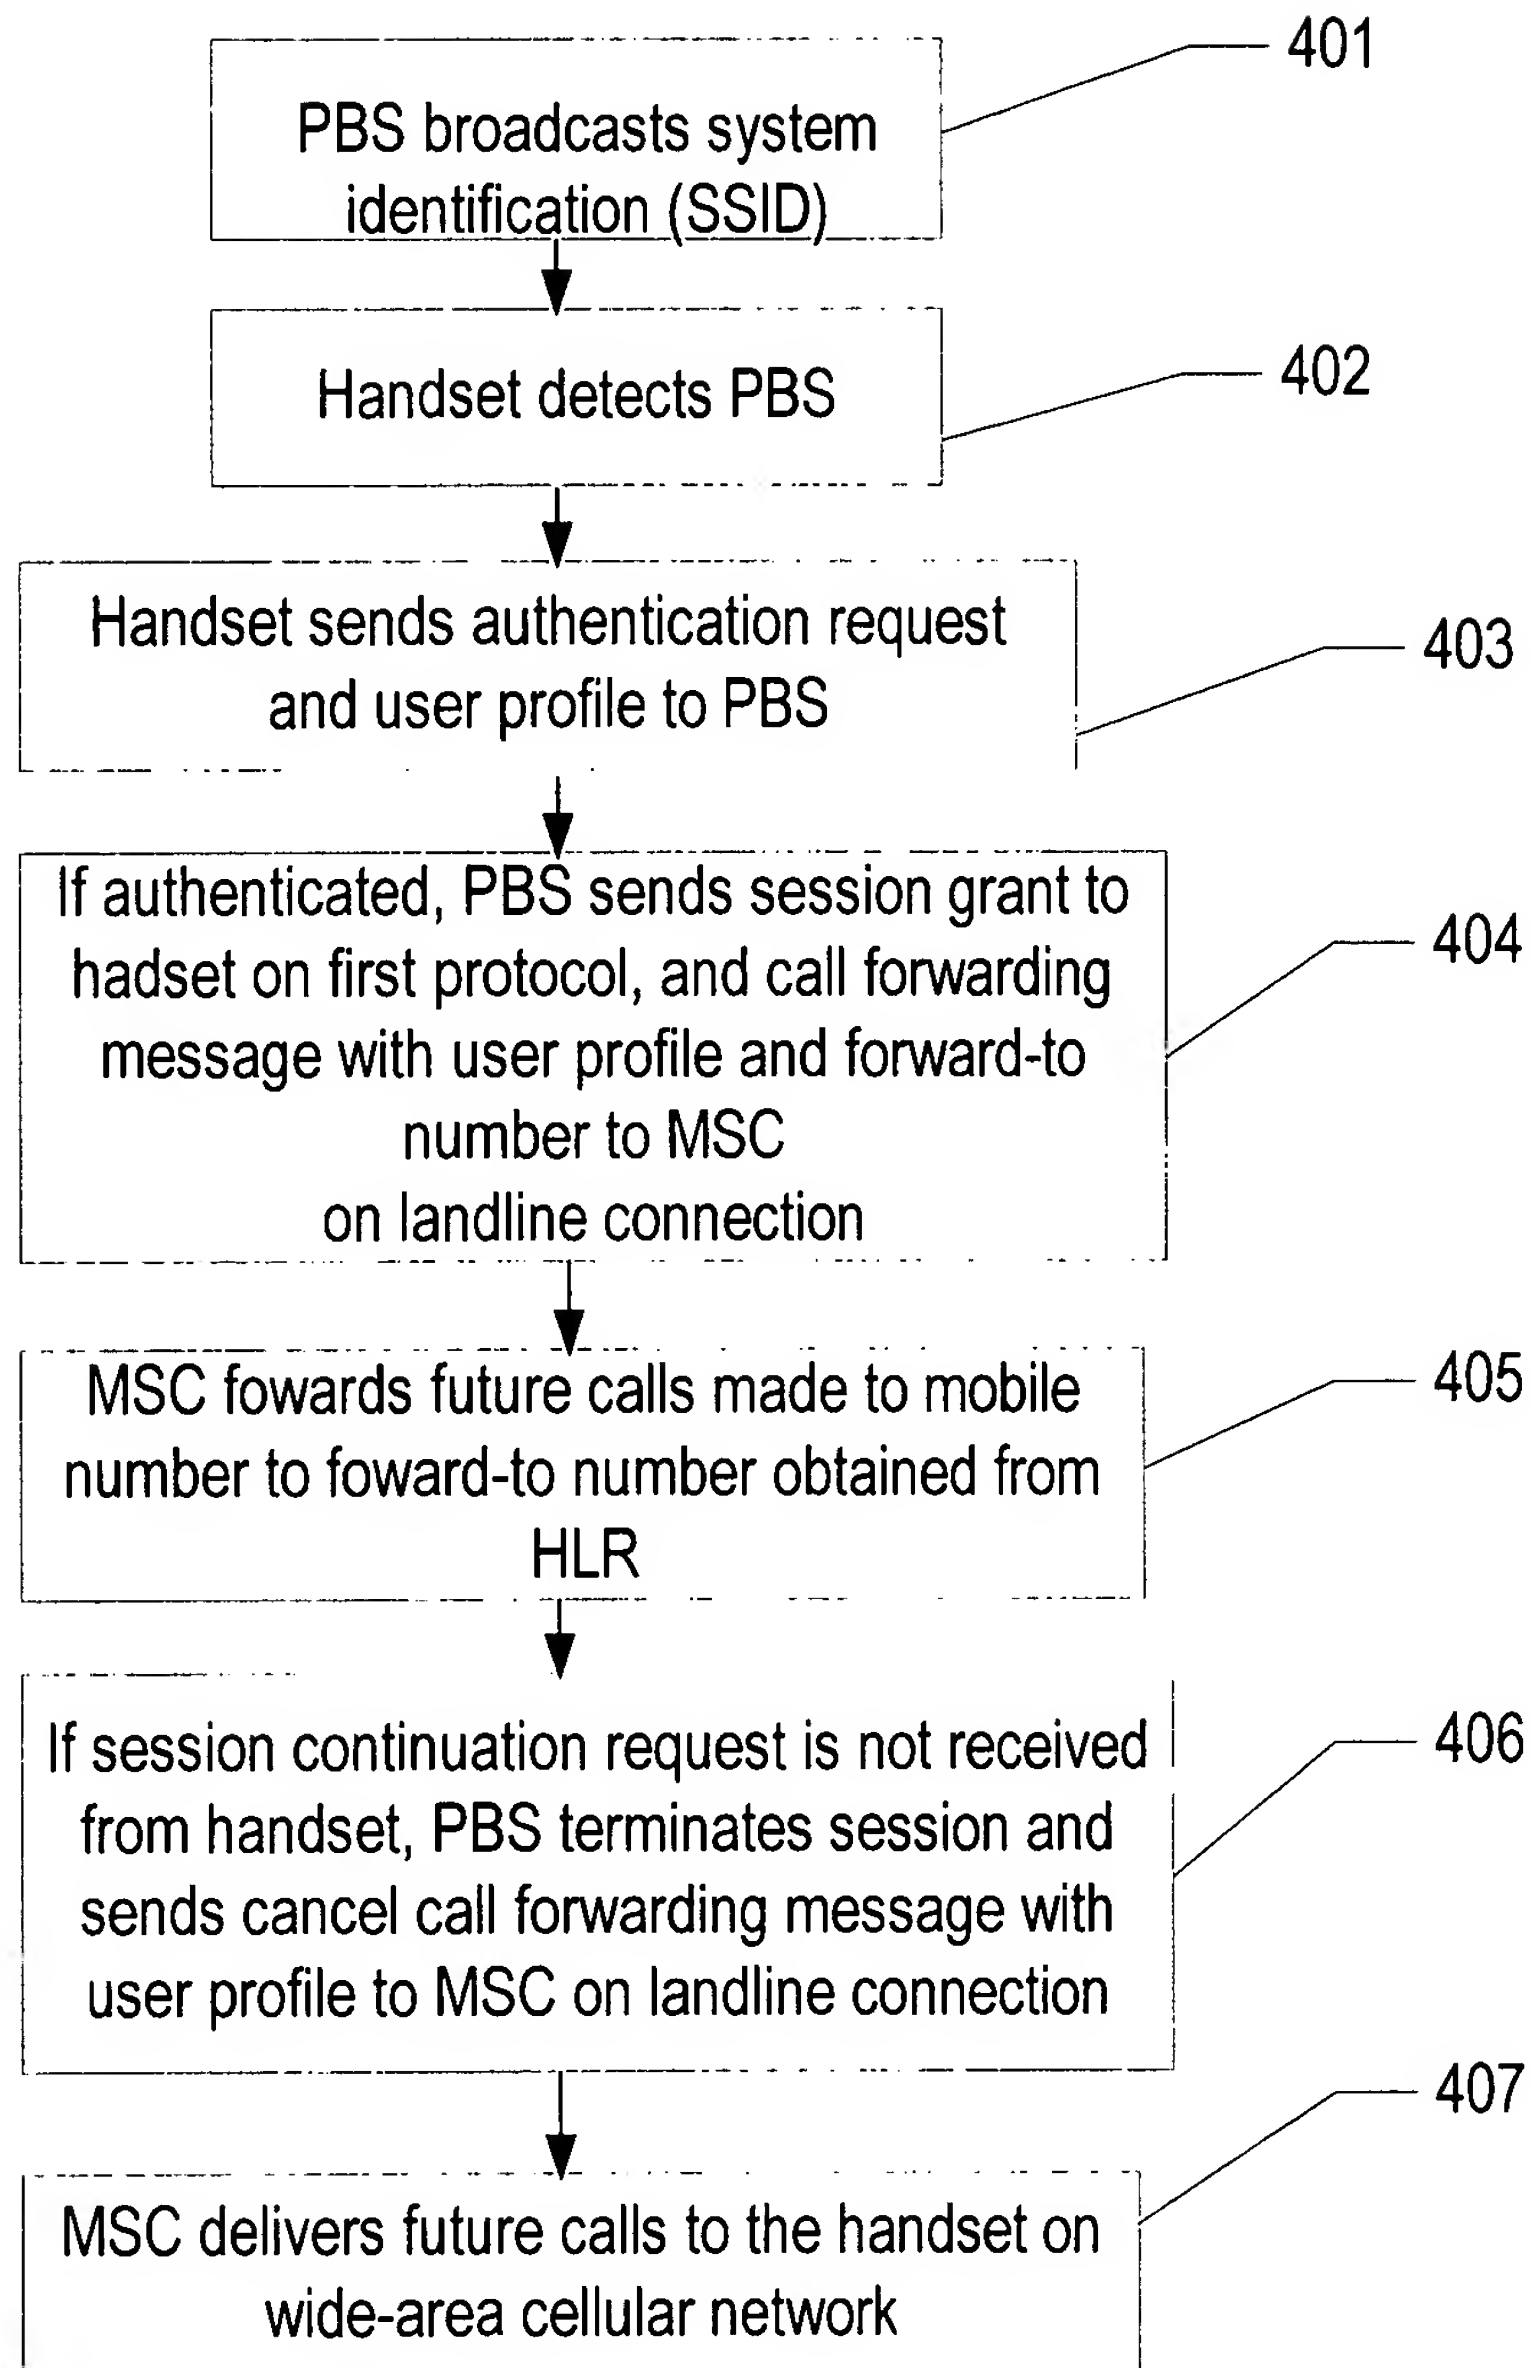 401
PBS broadcasts system
identification (SSID)
Handset detects PBS
402
Handset sends authentication request
and user profile to PBS
403
If authenticated, PBS sends session grant to
hadset on first protocol, and call forwarding
message with user profile and forward-to
number to MSC
on landline connection
404
MSC fowards future calls made to mobile
number to foward-to number obtained from
HLR
405
If session continuation request is not received
from handset, PBS terminates session and
sends cancel call forwarding message with
user profile to MSC on landline connection
406
MSC delivers future calls to the handset on
wide-area cellular network
407